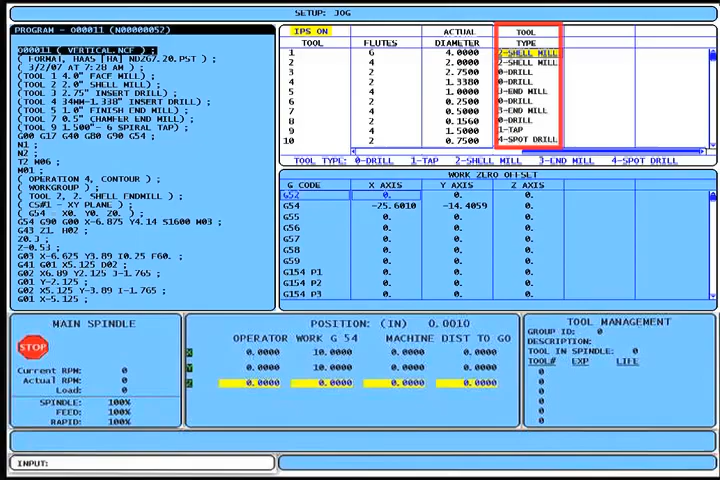 SETUP: JOG
PROGRAM - O00011 (N00000052)
O00011 ( VERTICAL.NCF ) ;
( FORMAT, HAAS [HA] ND2G7.20.PST )
( 3/2/07 AT 7:28 AM ) ;
(TOOL 1 4.0" FACE MILL) ;
(TOOL 2 2.0" SHELL MILL) ;
(TOOL 3 2.75" INSERT DRILL) ;
(TOOL 4 34MM-1.338" INSERT DRILL) ;
(TOOL 5 1.0" FINISH END MILL) ;
(TOOL 7 0.5" CHAMFER END MILL) ;
(TOOL 9 1.500"- 6 SPIRAL TAP) ;
G00 G17 G40 G80 G90 G54 ;
N1 ;
N2 ;
T2 M06 ;
M01 ;
( OPERATION 4, CONTOUR ) ;
( WORKGROUP ) ;
( TOOL 2, 2. SHELL ENDMILL ) ;
( CS#1 - XY PLANE ) ;
( G54 - X0. Y0. Z0. ) ;
G54 G90 G00 X-6.875 Y4.14 S1600 M03 ;
G43 Z1. H02 ;
Z-0.53 ;
G03 X-6.625 Y3.89 I0.25 F60. ;
G41 G01 X5.125 D02 ;
G02 X6.89 Y2.125 J-1.765 ;
G01 Y-2.125 ;
G02 X5.125 Y-3.89 I-1.765 ;
G01 X-5.125 ;
IPS ON ACTUAL TOOL
TOOL FLUTES DIAMETER TYPE
1 6 4.0000 2-SHELL MILL
2 4 2.0000 2-SHELL MILL
3 2 2.7500 0-DRILL
4 2 1.3380 0-DRILL
5 4 1.0000 3-END MILL
6 2 0.2500 0-DRILL
7 2 0.5000 3-END MILL
8 2 0.1560 0-DRILL
9 4 1.5000 1-TAP
10 2 0.7500 4-SPOT DRILL
TOOL TYPE: 0-DRILL 1-TAP 2-SHELL MILL 3-END MILL 4-SPOT DRILL
WORK ZERO OFFSET
G CODE X AXIS Y AXIS Z AXIS
G52 0. 0. 0.
G54 -25.6010 -14.4059 0.
G55 0. 0. 0.
G56 0. 0. 0.
G57 0. 0. 0.
G58 0. 0. 0.
G59 0. 0. 0.
G154 P1 0. 0. 0.
G154 P2 0. 0. 0.
G154 P3 0. 0. 0.
MAIN SPINDLE
STOP
Current RPM: 0
Actual RPM: 0
Load: 0
SPINDLE: 100%
FEED: 100%
RAPID: 100%
POSITION: (IN) 0.0010
OPERATOR WORK G 54 MACHINE DIST TO GO
X 0.0000 10.0000 0.0000 0.0000
Y 0.0000 10.0000 0.0000 0.0000
Z 0.0000 0.0000 0.0000 0.0000
TOOL MANAGEMENT
GROUP ID: 0
DESCRIPTION:
TOOL IN SPINDLE: 0
TOOL# EXP LIFE
0
0
0
0
0
0
INPUT: